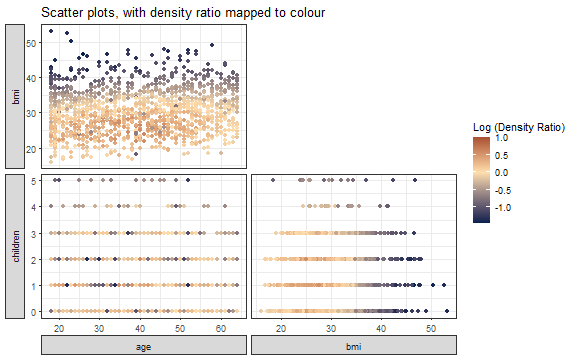 Scatter plots, with density ratio mapped to colour
bmi
50
40
30
20
children
5
4
3
2
1
0
20 30 40 50 60
20 30 40 50
age
bmi
Log (Density Ratio)
1.0
0.5
0.0
-0.5
-1.0